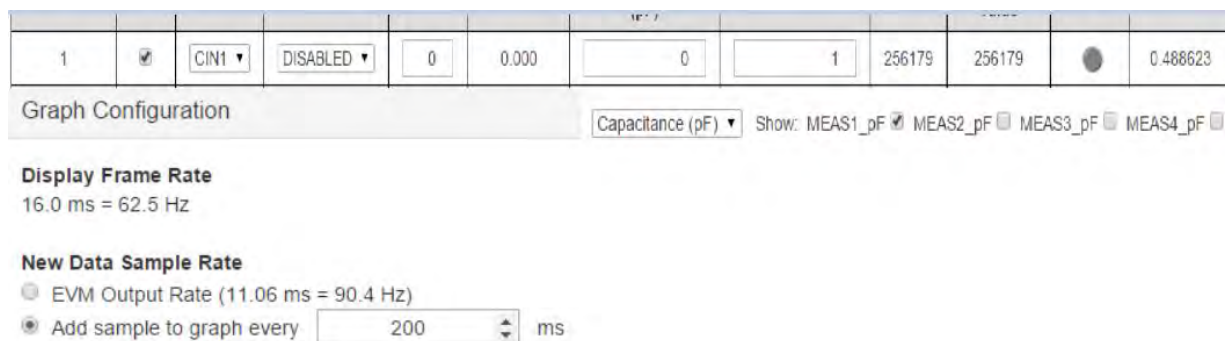 (pF)
1 CIN1 DISABLED 0 0.000 0 1 256179 256179 0.488623
Graph Configuration
Capacitance (pF) Show: MEAS1_pF MEAS2_pF MEAS3_pF MEAS4_pF
Display Frame Rate
16.0 ms = 62.5 Hz
New Data Sample Rate
EVM Output Rate (11.06 ms = 90.4 Hz)
Add sample to graph every 200 ms